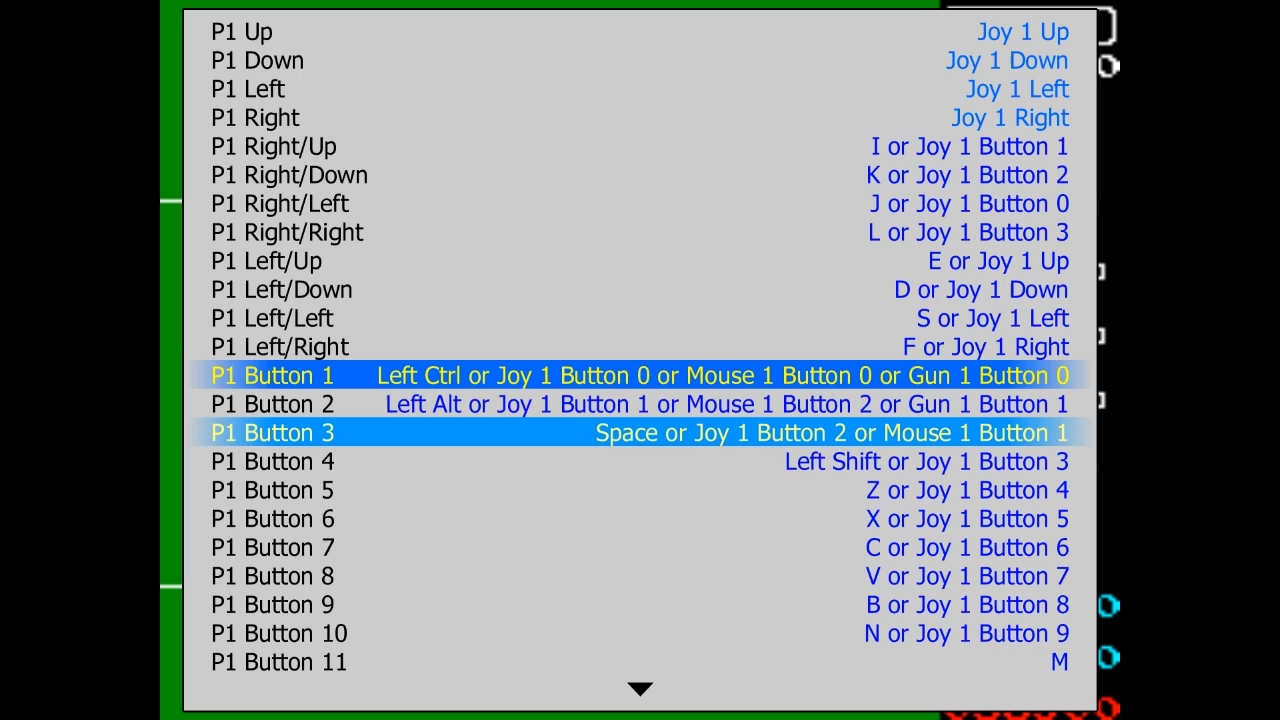 P1 Up Joy 1 Up
P1 Down Joy 1 Down
P1 Left Joy 1 Left
P1 Right Joy 1 Right
P1 Right/Up I or Joy 1 Button 1
P1 Right/Down K or Joy 1 Button 2
P1 Right/Left J or Joy 1 Button 0
P1 Right/Right L or Joy 1 Button 3
P1 Left/Up E or Joy 1 Up
P1 Left/Down D or Joy 1 Down
P1 Left/Left S or Joy 1 Left
P1 Left/Right F or Joy 1 Right
P1 Button 1 Left Ctrl or Joy 1 Button 0 or Mouse 1 Button 0 or Gun 1 Button 0
P1 Button 2 Left Alt or Joy 1 Button 1 or Mouse 1 Button 2 or Gun 1 Button 1
P1 Button 3 Space or Joy 1 Button 2 or Mouse 1 Button 1
P1 Button 4 Left Shift or Joy 1 Button 3
P1 Button 5 Z or Joy 1 Button 4
P1 Button 6 X or Joy 1 Button 5
P1 Button 7 C or Joy 1 Button 6
P1 Button 8 V or Joy 1 Button 7
P1 Button 9 B or Joy 1 Button 8
P1 Button 10 N or Joy 1 Button 9
P1 Button 11 M